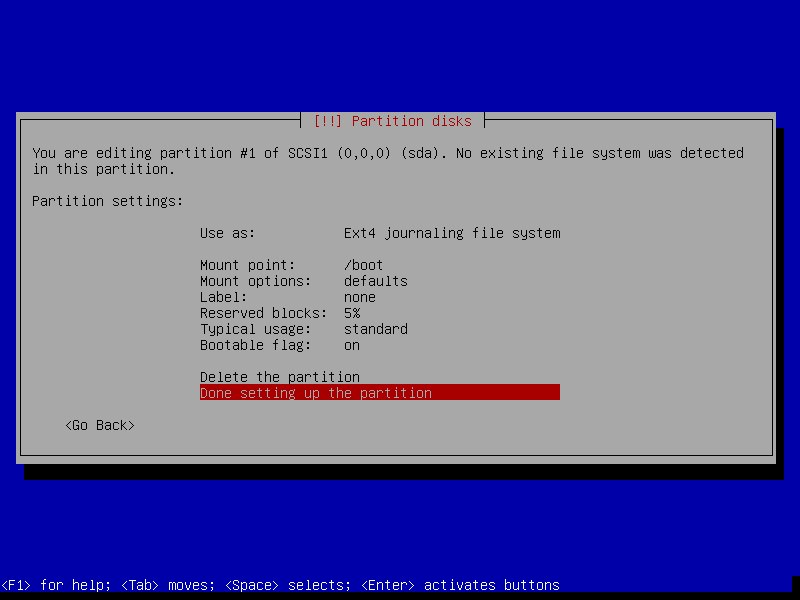 [!!] Partition disks
You are editing partition #1 of SCSI1 (0,0,0) (sda). No existing file system was detected
in this partition.
Partition settings:
Use as: Ext4 journaling file system
Mount point: /boot
Mount options: defaults
Label: none
Reserved blocks: 5%
Typical usage: standard
Bootable flag: on
Delete the partition
Done setting up the partition
<Go Back>
<F1> for help; <Tab> moves; <Space> selects; <Enter> activates buttons